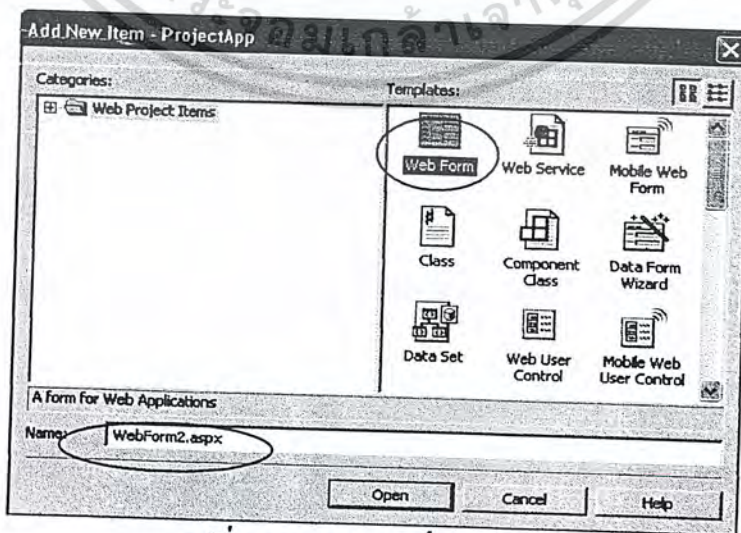 Add New Item - ProjectApp
Categories:
Templates:
Web Project Items
Web Form
Web Service
Mobile Web
Form
Class
Component
Class
Data Form
Wizard
Data Set
Web User
Control
Mobile Web
User Control
A form for Web Applications
Name:
WebForm2.aspx
Open
Cancel
Help